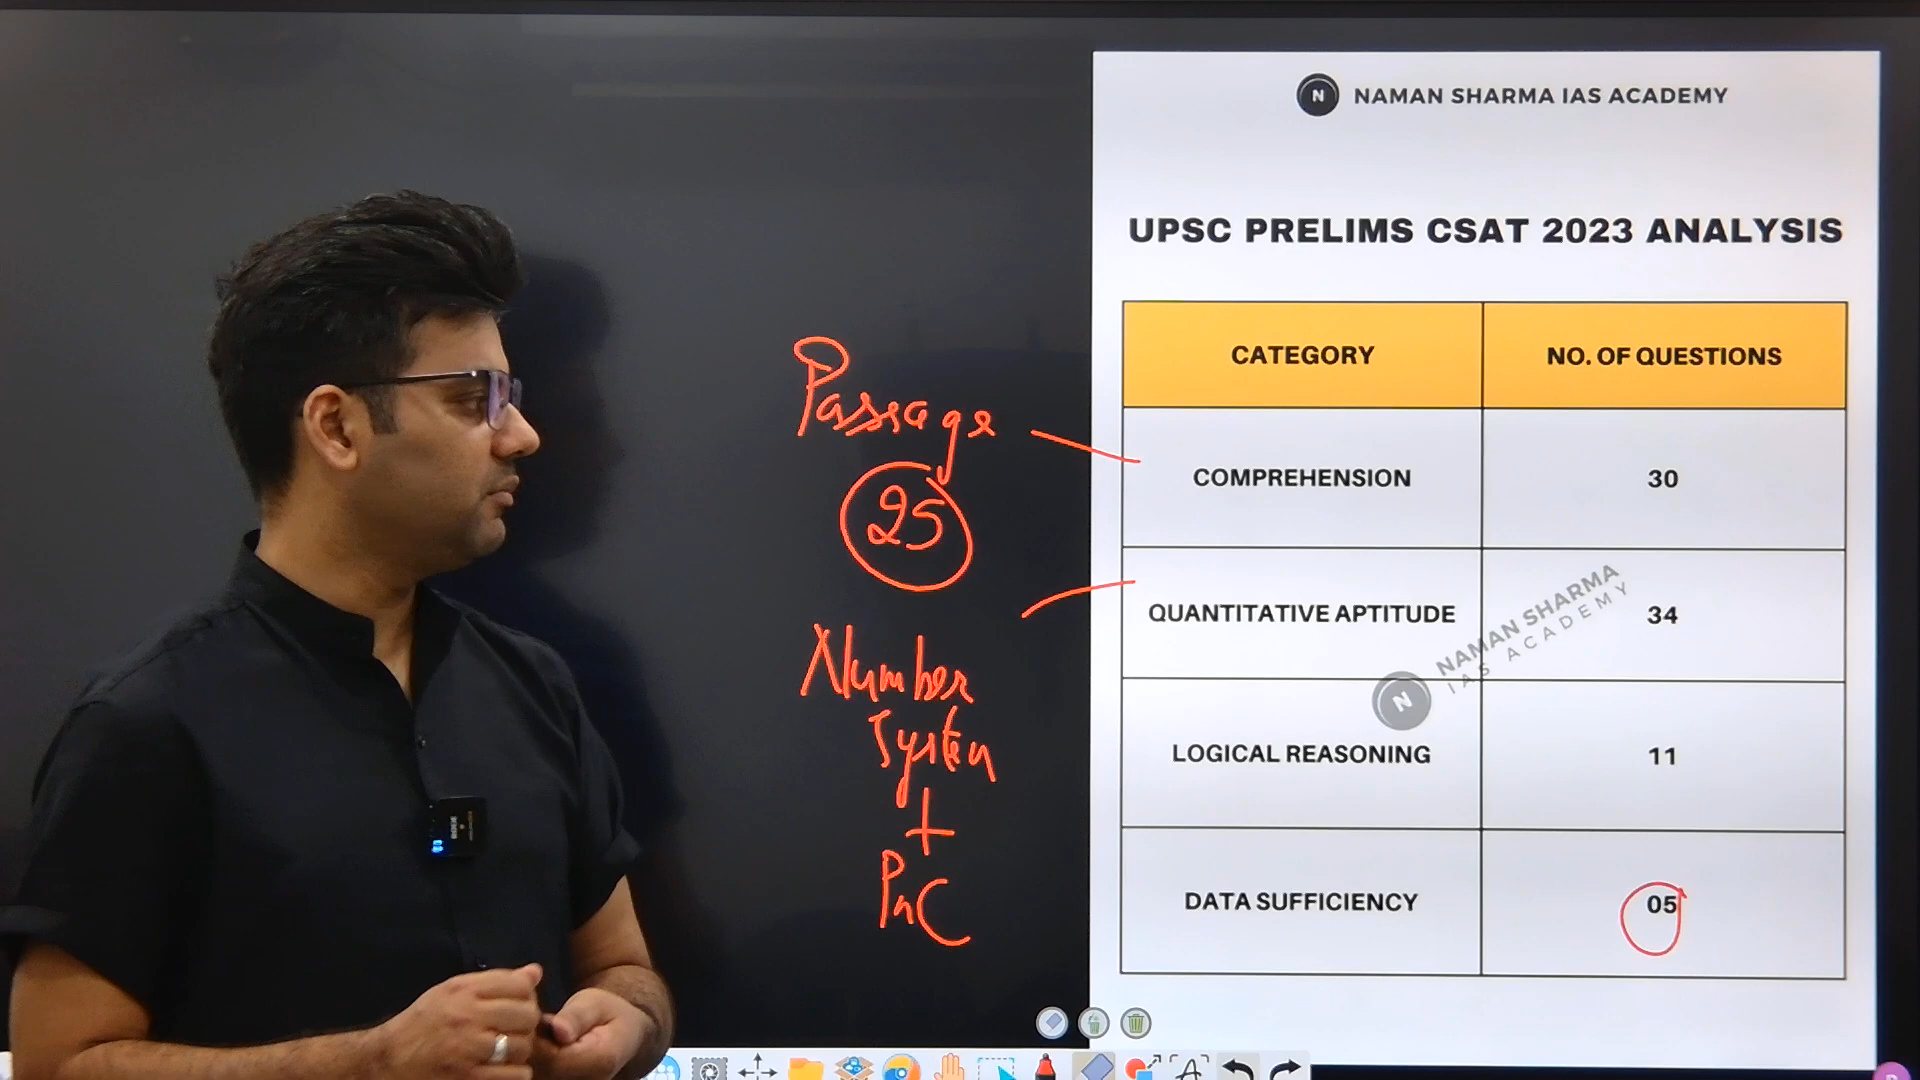 N NAMAN SHARMA IAS ACADEMY
UPSC PRELIMS CSAT 2023 ANALYSIS
CATEGORY NO. OF QUESTIONS
COMPREHENSION 30
QUANTITATIVE APTITUDE 34
LOGICAL REASONING 11
DATA SUFFICIENCY 05
N NAMAN SHARMA
IAS ACADEMY
Passage
25
Number
System
+
PnC
RODE